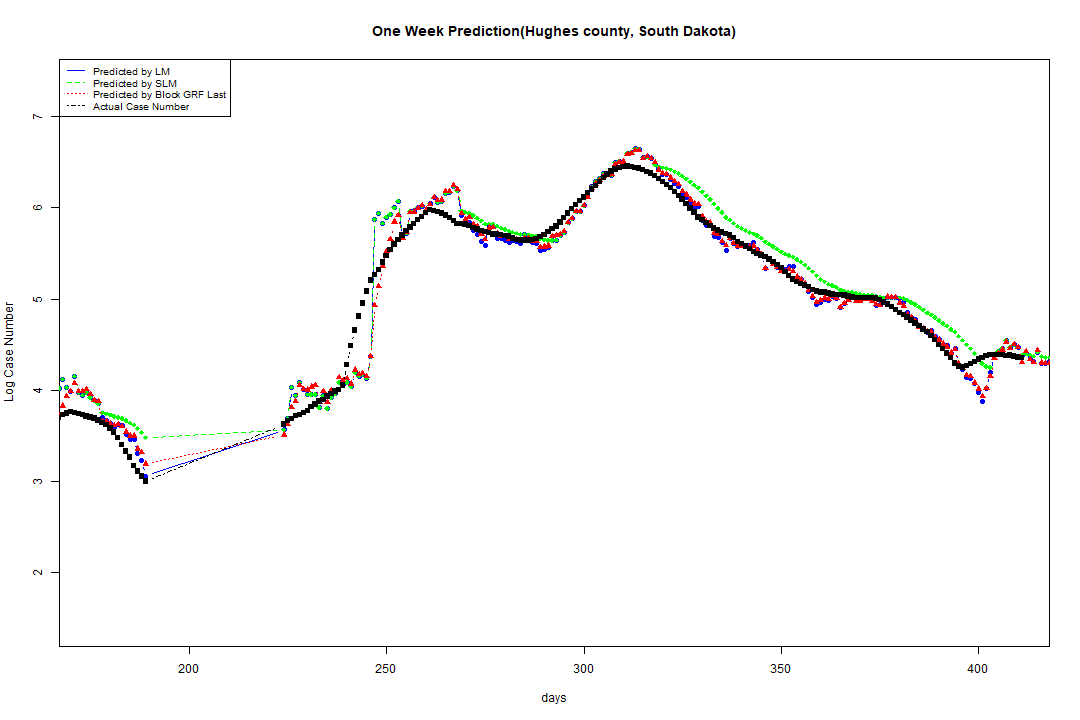 One Week Prediction(Hughes county, South Dakota)
Predicted by LM
Predicted by SLM
Predicted by Block GRF Last
Actual Case Number
7
6
5
4
3
2
Log Case Number
200 250 300 350 400
days